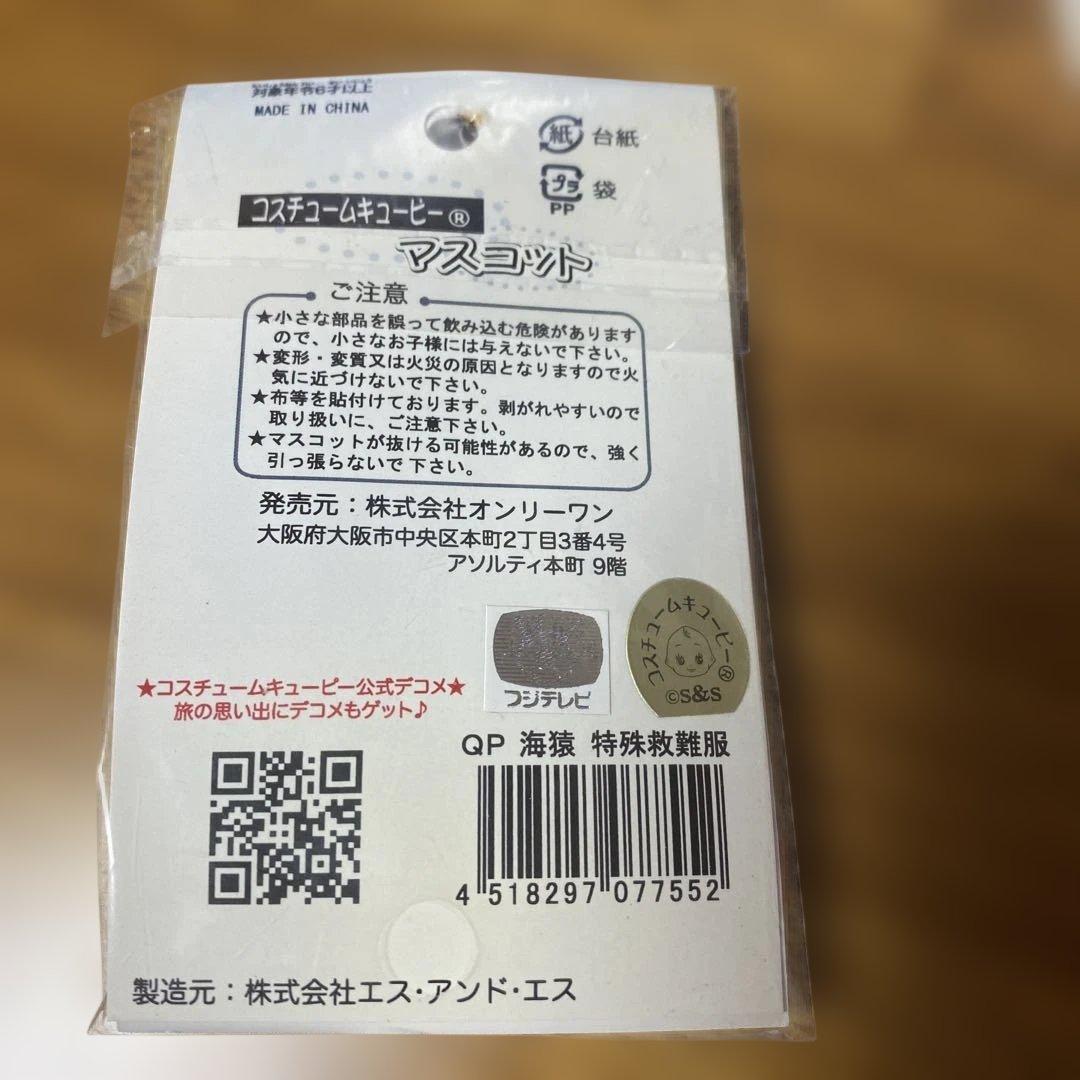 対象年令6才以上
MADE IN CHINA
紙 台紙
プラ 袋
PP
コスチュームキューピー®
マスコット
ご注意
★小さな部品を誤って飲み込む危険があります
ので、小さなお子様には与えないで下さい。
★変形・変質又は火災の原因となりますので火
気に近づけないで下さい。
★布等を貼付けております。剥がれやすいので
取り扱いに、ご注意下さい。
★マスコットが抜ける可能性があるので、強く
引っ張らないで下さい。
発売元：株式会社オンリーワン
大阪府大阪市中央区本町2丁目3番4号
アソルティ本町 9階
フジテレビ
コスチュームキューピー®
©S&S
★コスチュームキューピー公式デコメ★
旅の思い出にデコメもゲット♪
QP 海猿 特殊救難服
4 518297 077552
製造元：株式会社エス・アンド・エス